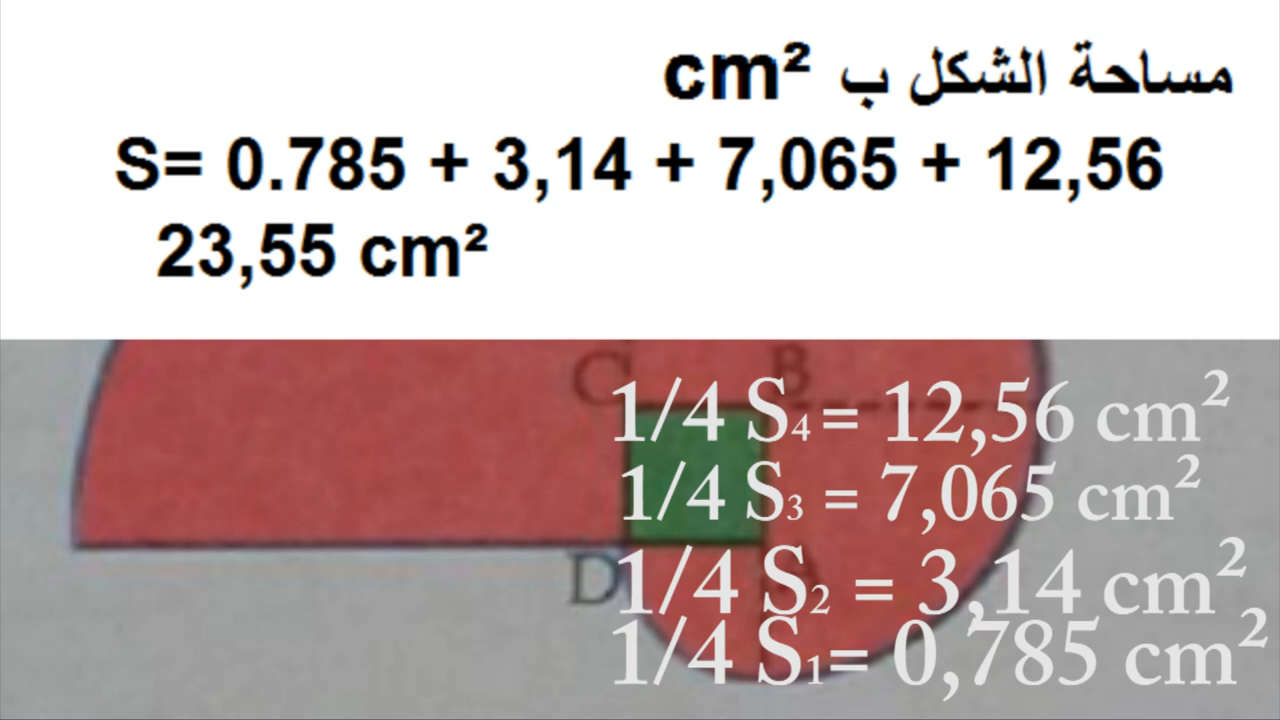 مساحة الشكل ب cm²
S= 0.785 + 3,14 + 7,065 + 12,56
23,55 cm²
C B
1/4 S₄ = 12,56 cm²
1/4 S₃ = 7,065 cm²
D A
1/4 S₂ = 3,14 cm²
1/4 S₁= 0,785 cm²